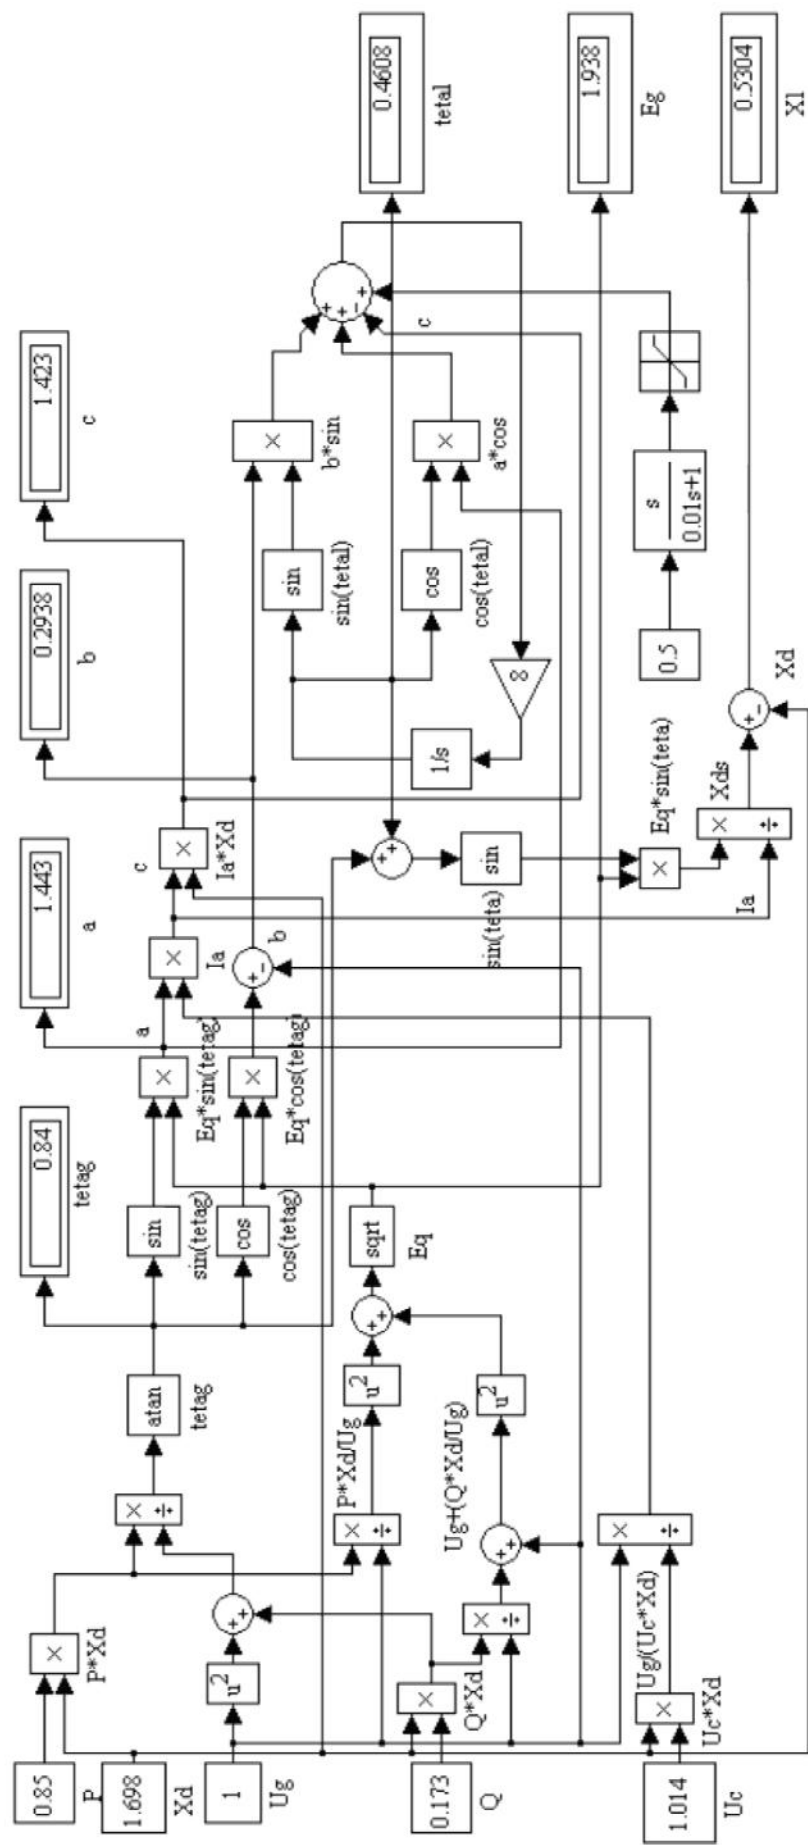 0.84
tetag
1.443
a
0.2938
b
1.423
c
0.85
P
×
P*Xd
1.698
Xd
1
Ug
u²
+
+
×
÷
atan
tetag
sin
sin(tetag)
cos
cos(tetag)
×
Eq*sin(tetag)
a
×
Eq*cos(tetag)
×
Ia
+
-
b
c
×
Ia*Xd
sin
sin(tetal)
×
b*sin
cos
cos(tetal)
×
a*cos
+
+
-
+
c
0.4608
tetal
1/s
8
0.173
Q
×
Q*Xd
×
÷
P*Xd/Ug
u²
+
+
sqrt
Eq
×
÷
+
+
Ug+(Q*Xd/Ug)
u²
+
+
sin
sin(teta)
×
Eq*sin(teta)
0.5
s
0.01s+1
1.938
Eg
1.014
Uc
×
Uc*Xd
Ug/(Uc*Xd)
×
÷
Ia
×
÷
Xds
+
-
Xd
0.5304
Xl